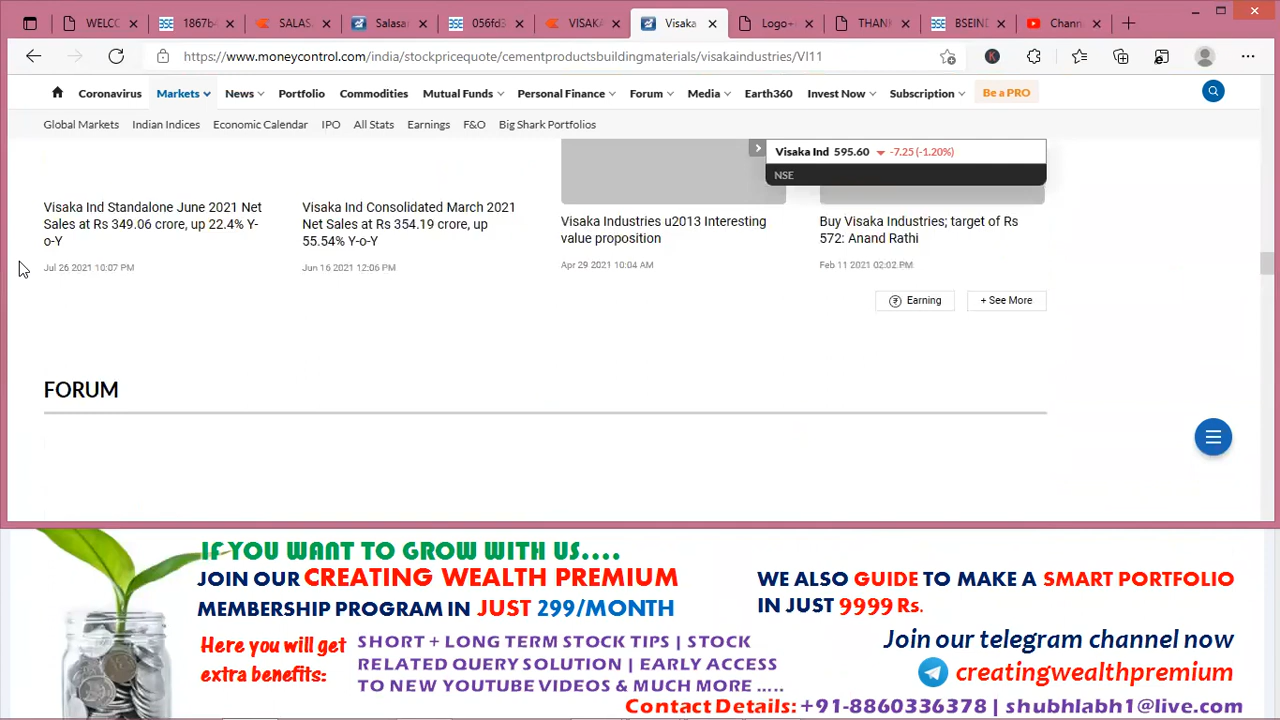 WELCC
1867b4
SALAS.
Salasar
056fd3
VISAKA
Visaka
Logo+
THANK
BSEIND
Chann
https://www.moneycontrol.com/india/stockpricequote/cementproductsbuildingmaterials/visakaindustries/VI11
K
Coronavirus Markets News Portfolio Commodities Mutual Funds Personal Finance Forum Media Earth360 Invest Now Subscription Be a PRO
Global Markets Indian Indices Economic Calendar IPO All Stats Earnings F&O Big Shark Portfolios
Visaka Ind 595.60 -7.25 (-1.20%)
NSE
Visaka Ind Standalone June 2021 Net
Sales at Rs 349.06 crore, up 22.4% Y-
o-Y
Jul 26 2021 10:07 PM
Visaka Ind Consolidated March 2021
Net Sales at Rs 354.19 crore, up
55.54% Y-o-Y
Jun 16 2021 12:06 PM
Visaka Industries u2013 Interesting
value proposition
Apr 29 2021 10:04 AM
Buy Visaka Industries; target of Rs
572: Anand Rathi
Feb 11 2021 02:02 PM
Earning + See More
FORUM
IF YOU WANT TO GROW WITH US....
JOIN OUR CREATING WEALTH PREMIUM
MEMBERSHIP PROGRAM IN JUST 299/MONTH
Here you will get
extra benefits:
SHORT + LONG TERM STOCK TIPS | STOCK
RELATED QUERY SOLUTION | EARLY ACCESS
TO NEW YOUTUBE VIDEOS & MUCH MORE .....
WE ALSO GUIDE TO MAKE A SMART PORTFOLIO
IN JUST 9999 Rs.
Join our telegram channel now
creatingwealthpremium
Contact Details: +91-8860336378 | shubhlabh1@live.com